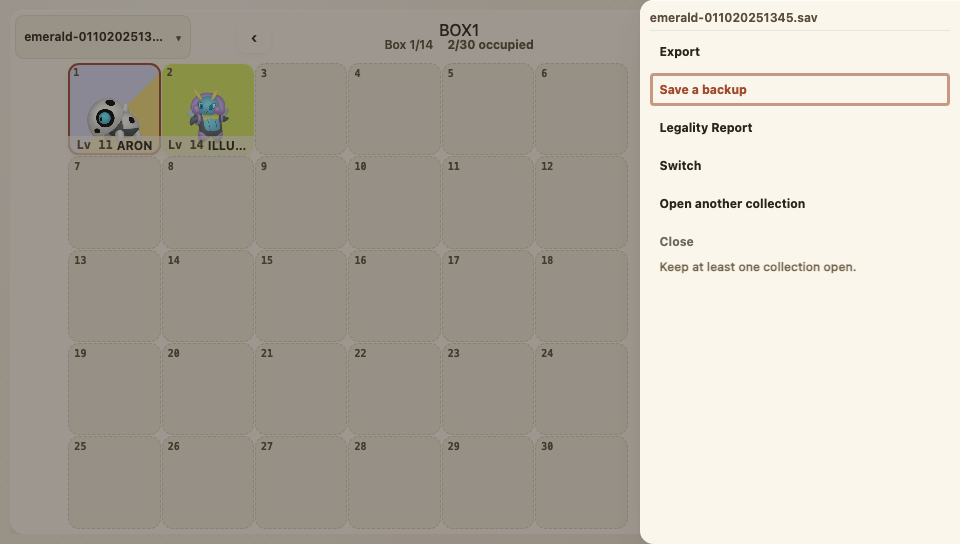 emerald-0110202513... ▾
‹
BOX1
Box 1/14 2/30 occupied
1 2 3 4 5 6
Lv 11 ARON Lv 14 ILLU...
7 8 9 10 11 12
13 14 15 16 17 18
19 20 21 22 23 24
25 26 27 28 29 30
emerald-011020251345.sav
Export
Save a backup
Legality Report
Switch
Open another collection
Close
Keep at least one collection open.